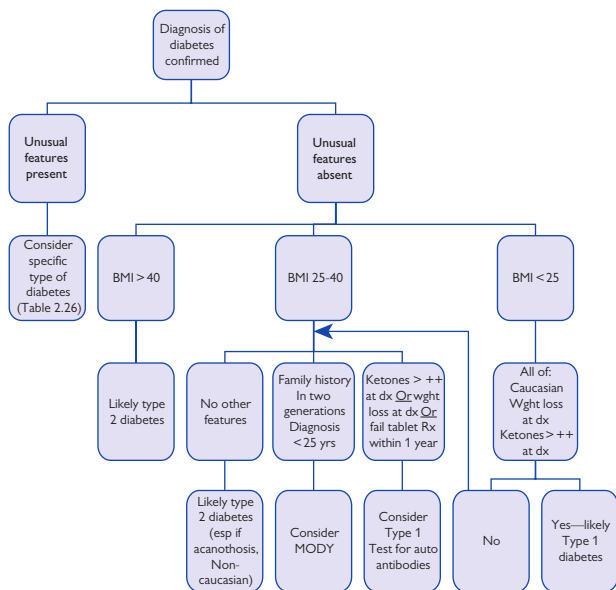 Diagnosis of
diabetes
confirmed
Unusual
features
present
Unusual
features
absent
Consider
specific
type of
diabetes
(Table 2.26)
BMI > 40
BMI 25-40
BMI < 25
Likely type
2 diabetes
No other
features
Family history
In two
generations
Diagnosis
< 25 yrs
Ketones > ++
at dx Or wght
loss at dx Or
fail tablet Rx
within 1 year
All of:
Caucasian
Wght loss
at dx
Ketones > ++
at dx
Likely type
2 diabetes
(esp if
acanothosis,
Non-
caucasian)
Consider
MODY
Consider
Type 1
Test for auto
antibodies
No
Yes—likely
Type 1
diabetes